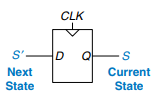 CLK
S' D Q S
Next Current
State State